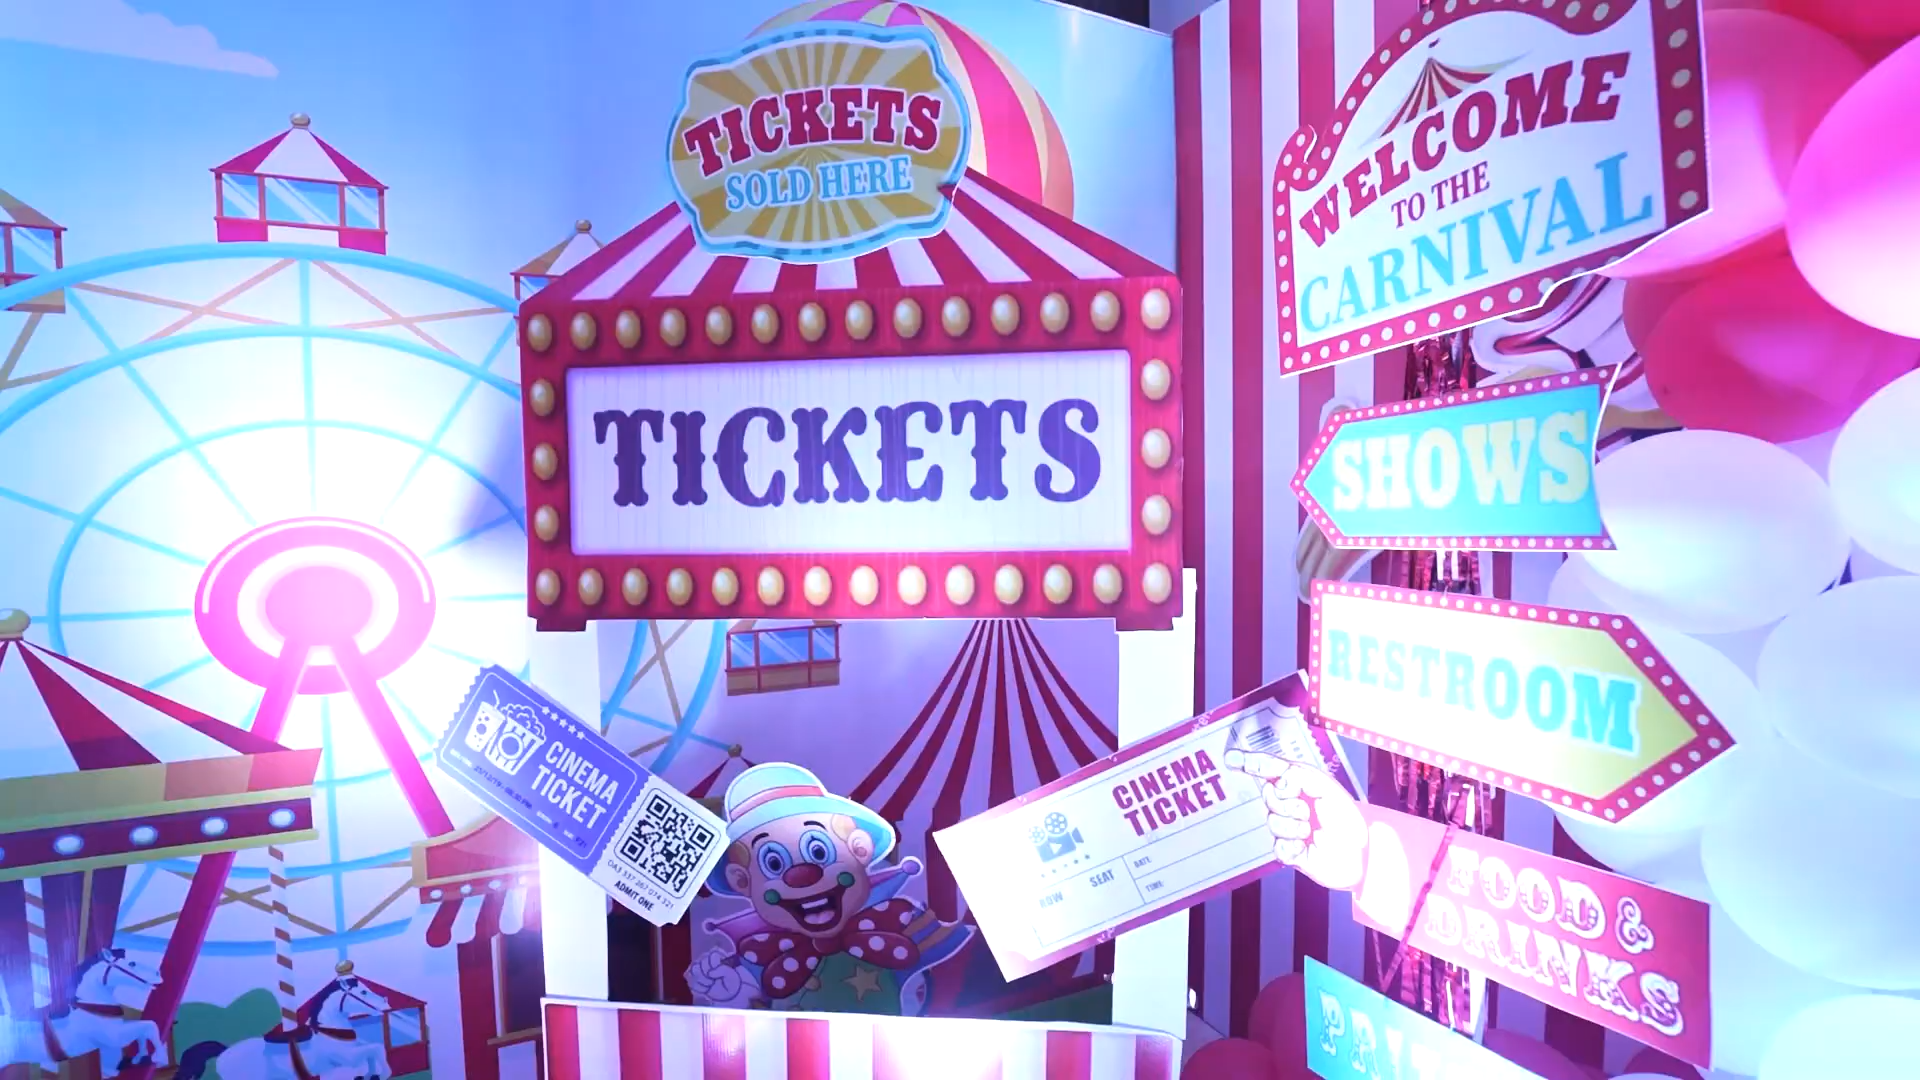 TICKETS
SOLD HERE
TICKETS
WELCOME
TO THE
CARNIVAL
SHOWS
RESTROOM
FOOD &
DRINKS
CINEMA
TICKET
ADMIT ONE
CINEMA
TICKET
ROW
SEAT
DATE
TIME